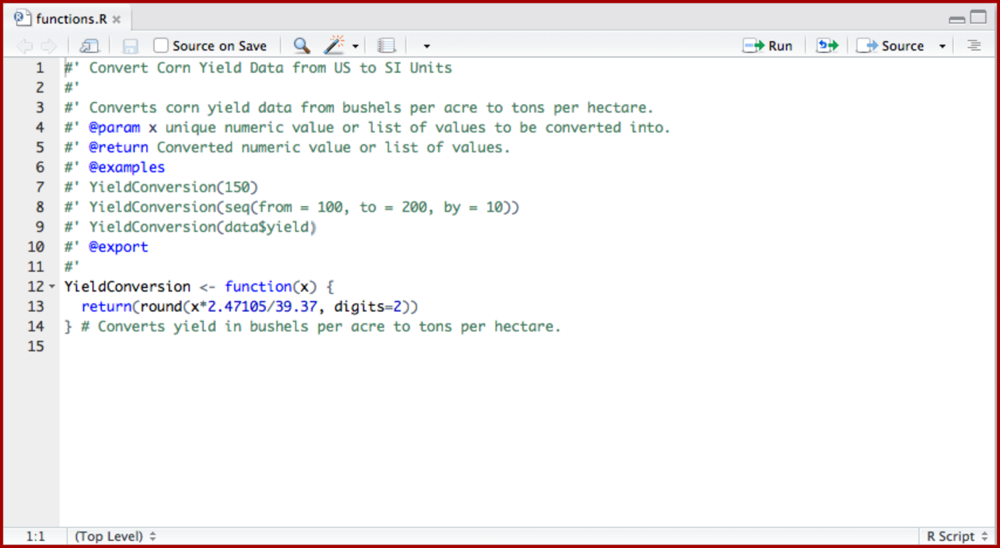 functions.R
Source on Save
Run
Source
1 #' Convert Corn Yield Data from US to SI Units
2 #'
3 #' Converts corn yield data from bushels per acre to tons per hectare.
4 #' @param x unique numeric value or list of values to be converted into.
5 #' @return Converted numeric value or list of values.
6 #' @examples
7 #' YieldConversion(150)
8 #' YieldConversion(seq(from = 100, to = 200, by = 10))
9 #' YieldConversion(data$yield)
10 #' @export
11 #'
12 YieldConversion <- function(x) {
13   return(round(x*2.47105/39.37, digits=2))
14 } # Converts yield in bushels per acre to tons per hectare.
15
1:1 (Top Level) R Script